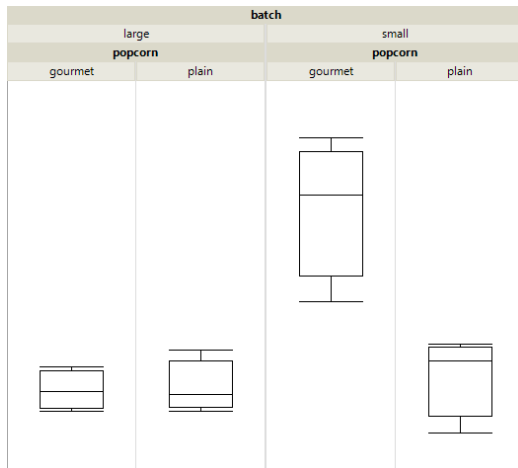 batch
large small
popcorn popcorn
gourmet plain gourmet plain